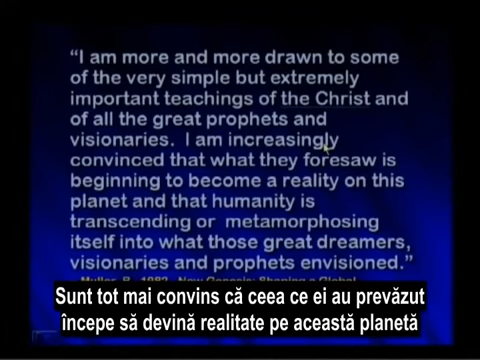 “I am more and more drawn to some
of the very simple but extremely
important teachings of the Christ and
of all the great prophets and
visionaries.  I am increasingly
convinced that what they foresaw is
beginning to become a reality on this
planet and that humanity is
transcending or  metamorphosing
itself into what those great dreamers,
visionaries and prophets envisioned.”
Sunt tot mai convins că ceea ce ei au prevăzut
începe să devină realitate pe această planetă